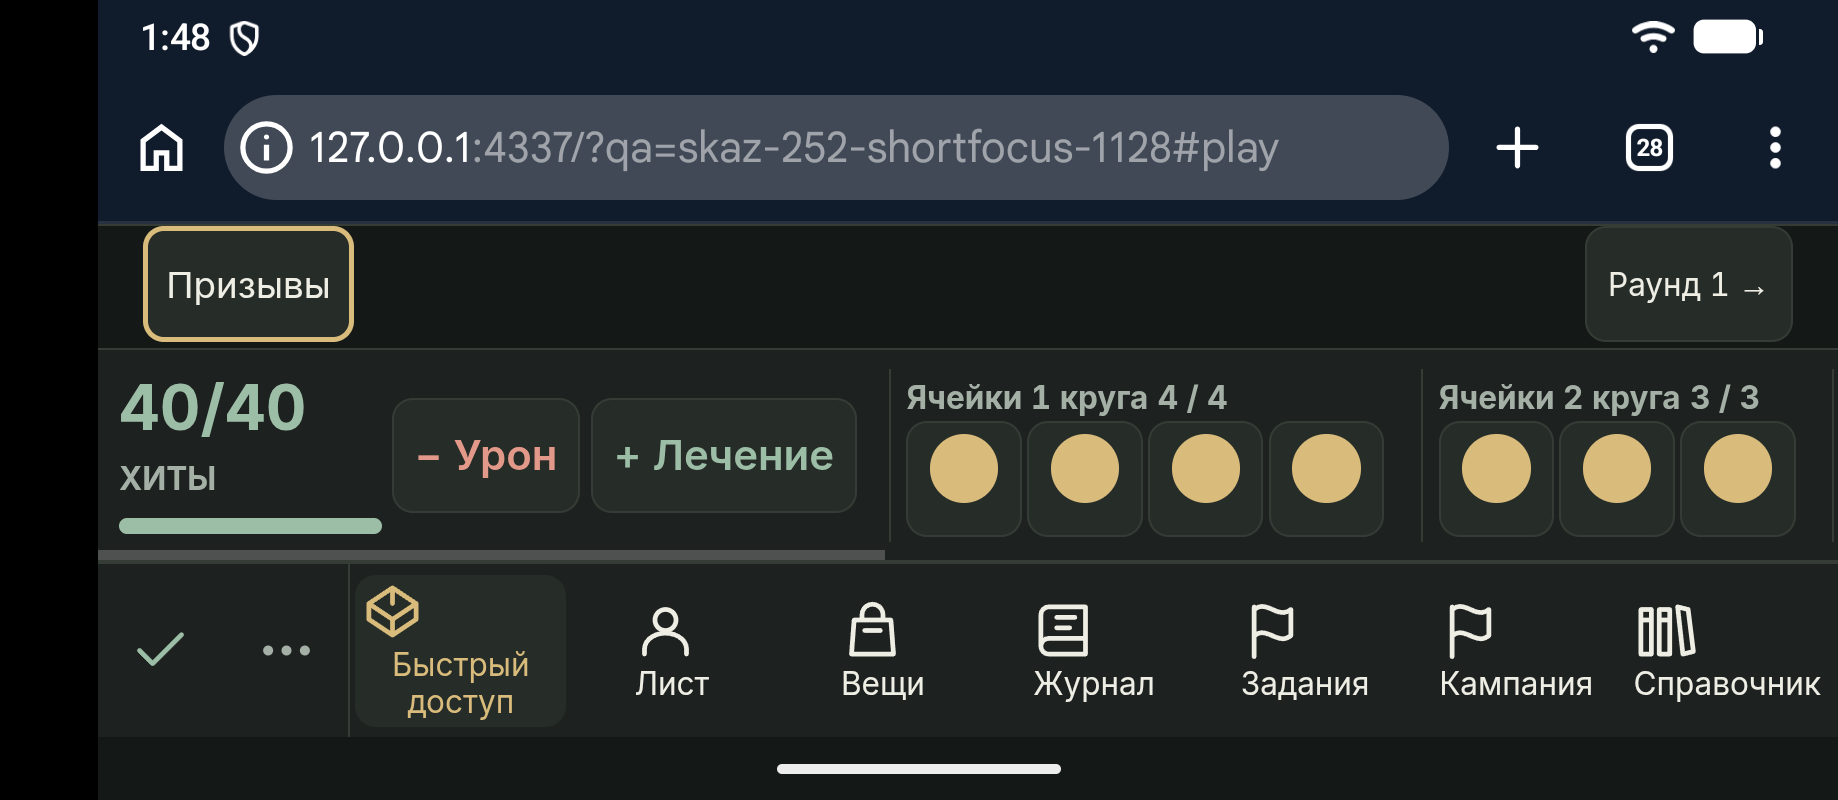 1:48
127.0.0.1:4337/?qa=skaz-252-shortfocus-1128#play
28
Призывы
Раунд 1 →
40/40
хиты
– Урон
+ Лечение
Ячейки 1 круга 4 / 4
Ячейки 2 круга 3 / 3
Быстрый
доступ
Лист
Вещи
Журнал
Задания
Кампания
Справочник